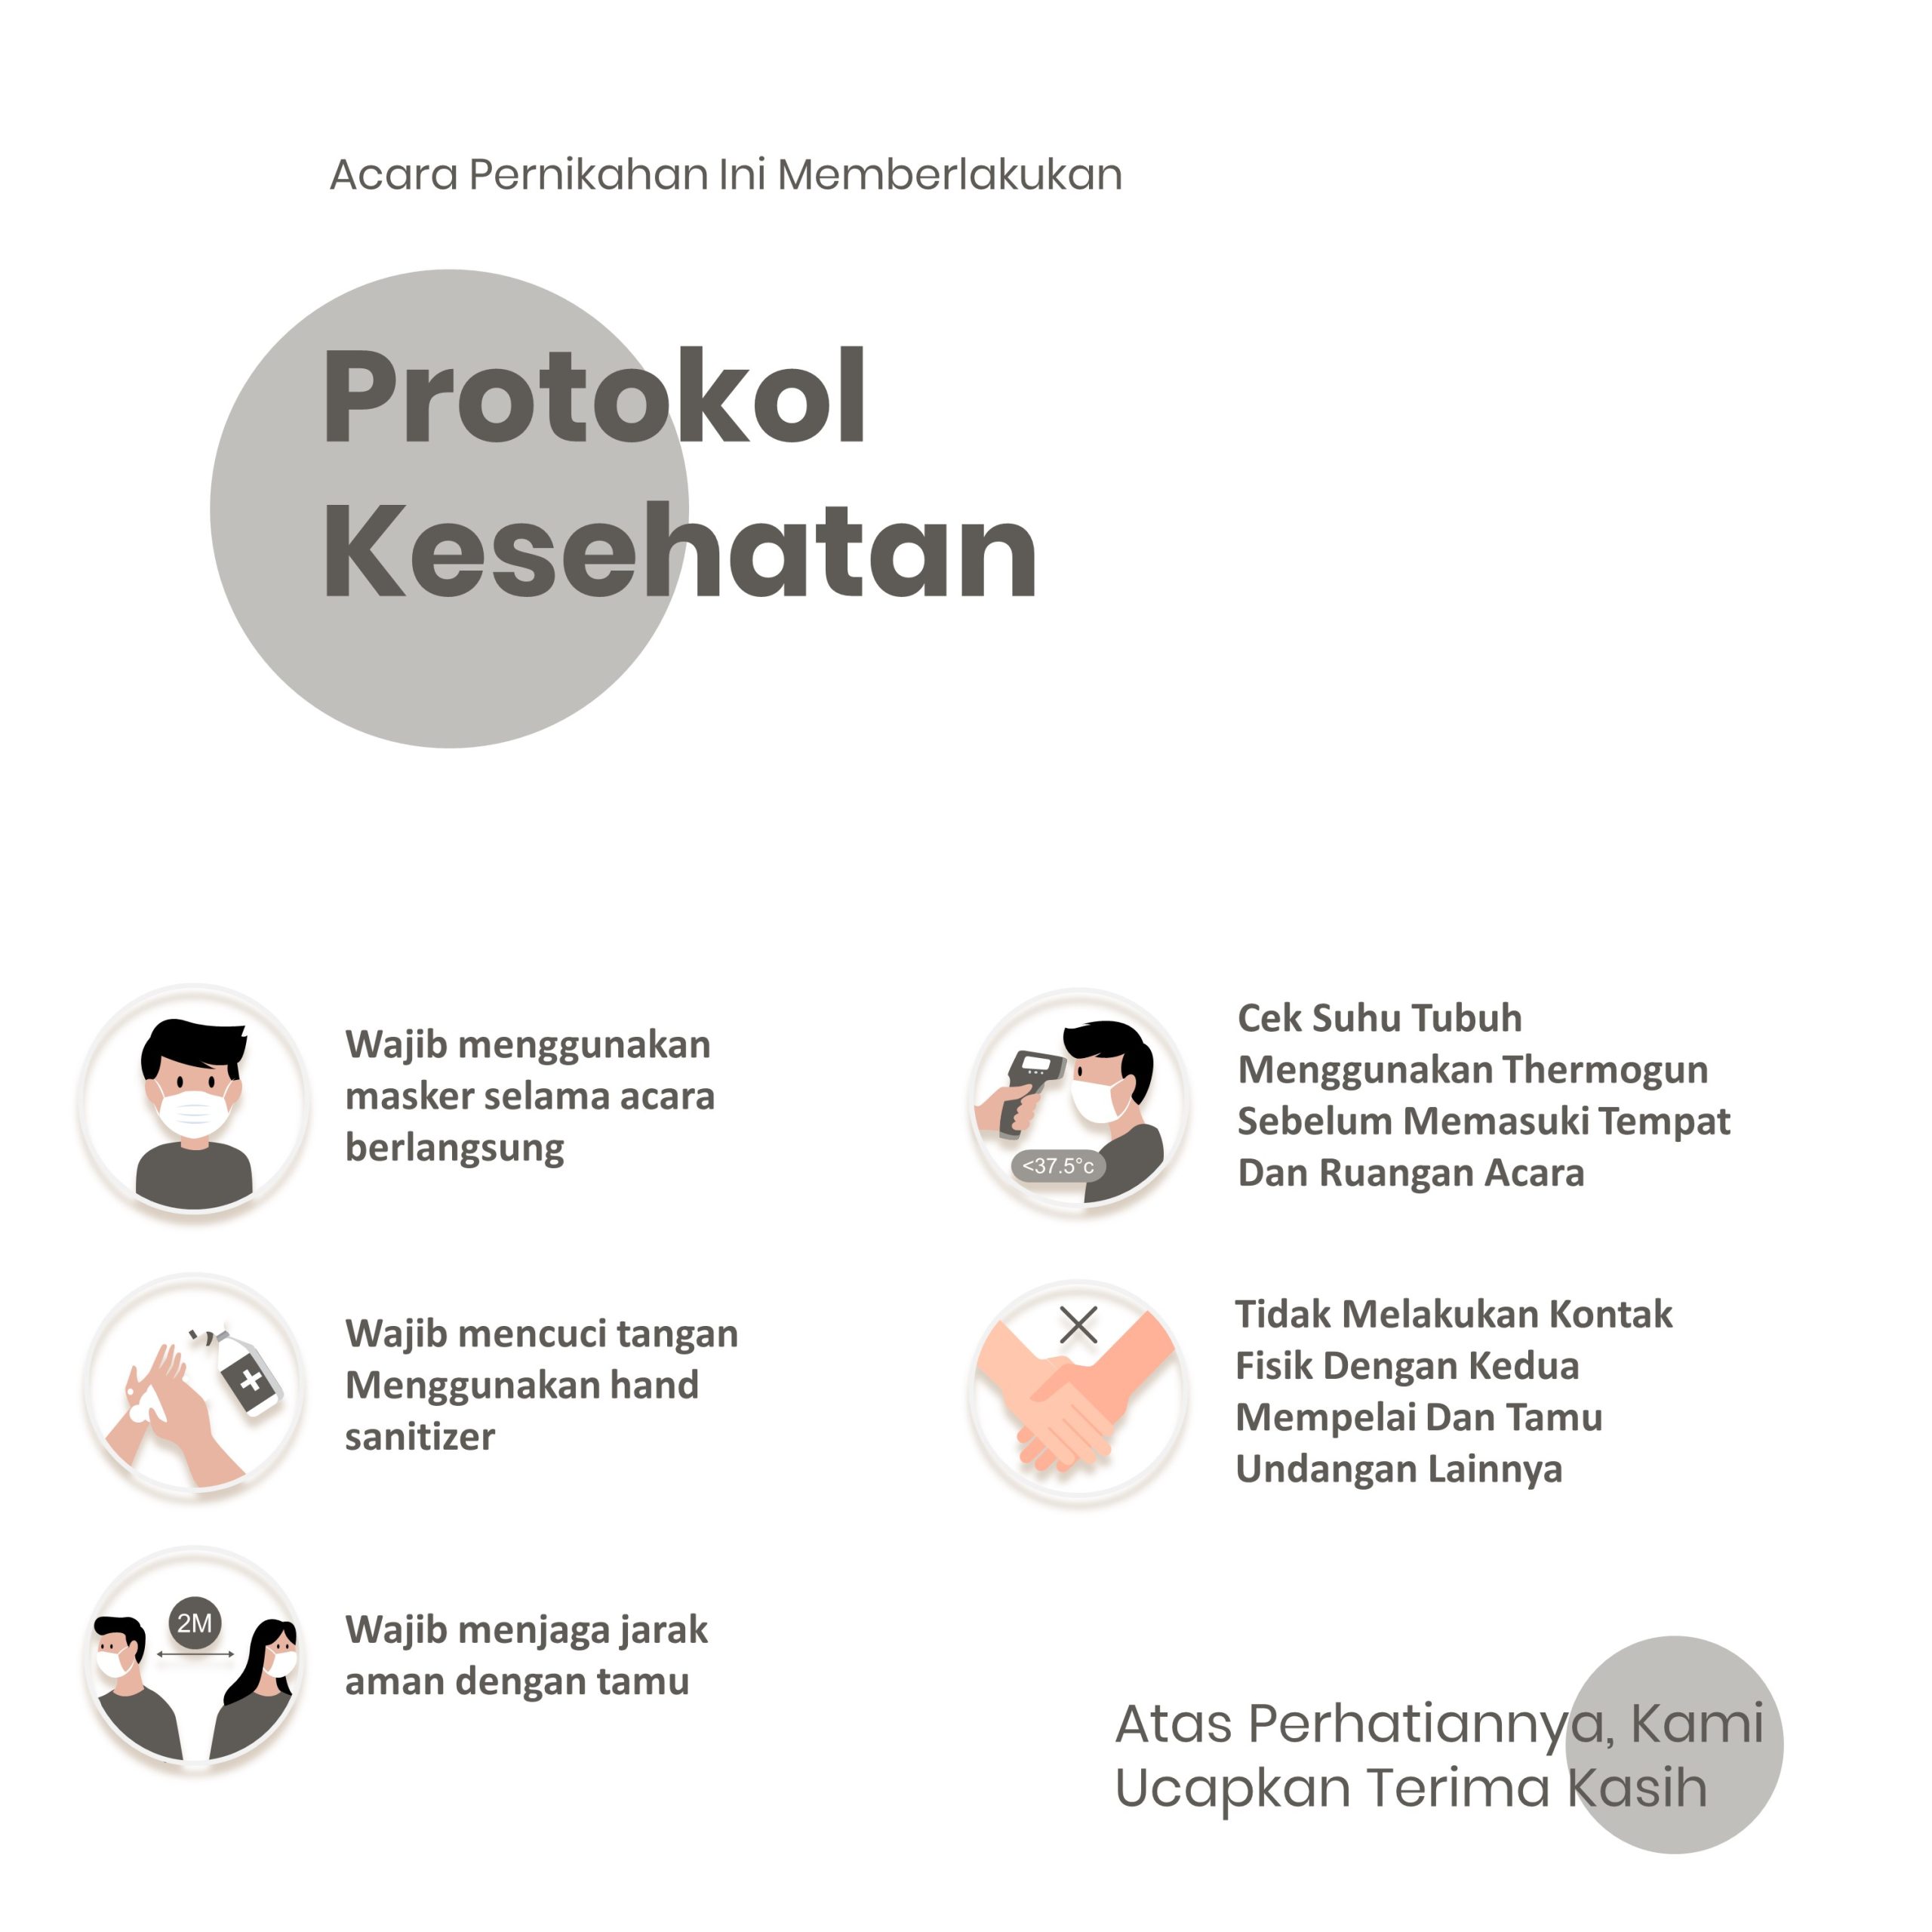 Acara Pernikahan Ini Memberlakukan
Protokol
Kesehatan
Wajib menggunakan
masker selama acara
berlangsung
Wajib mencuci tangan
Menggunakan hand
sanitizer
2M
Wajib menjaga jarak
aman dengan tamu
<37.5°c
Cek Suhu Tubuh
Menggunakan Thermogun
Sebelum Memasuki Tempat
Dan Ruangan Acara
Tidak Melakukan Kontak
Fisik Dengan Kedua
Mempelai Dan Tamu
Undangan Lainnya
Atas Perhatiannya, Kami
Ucapkan Terima Kasih